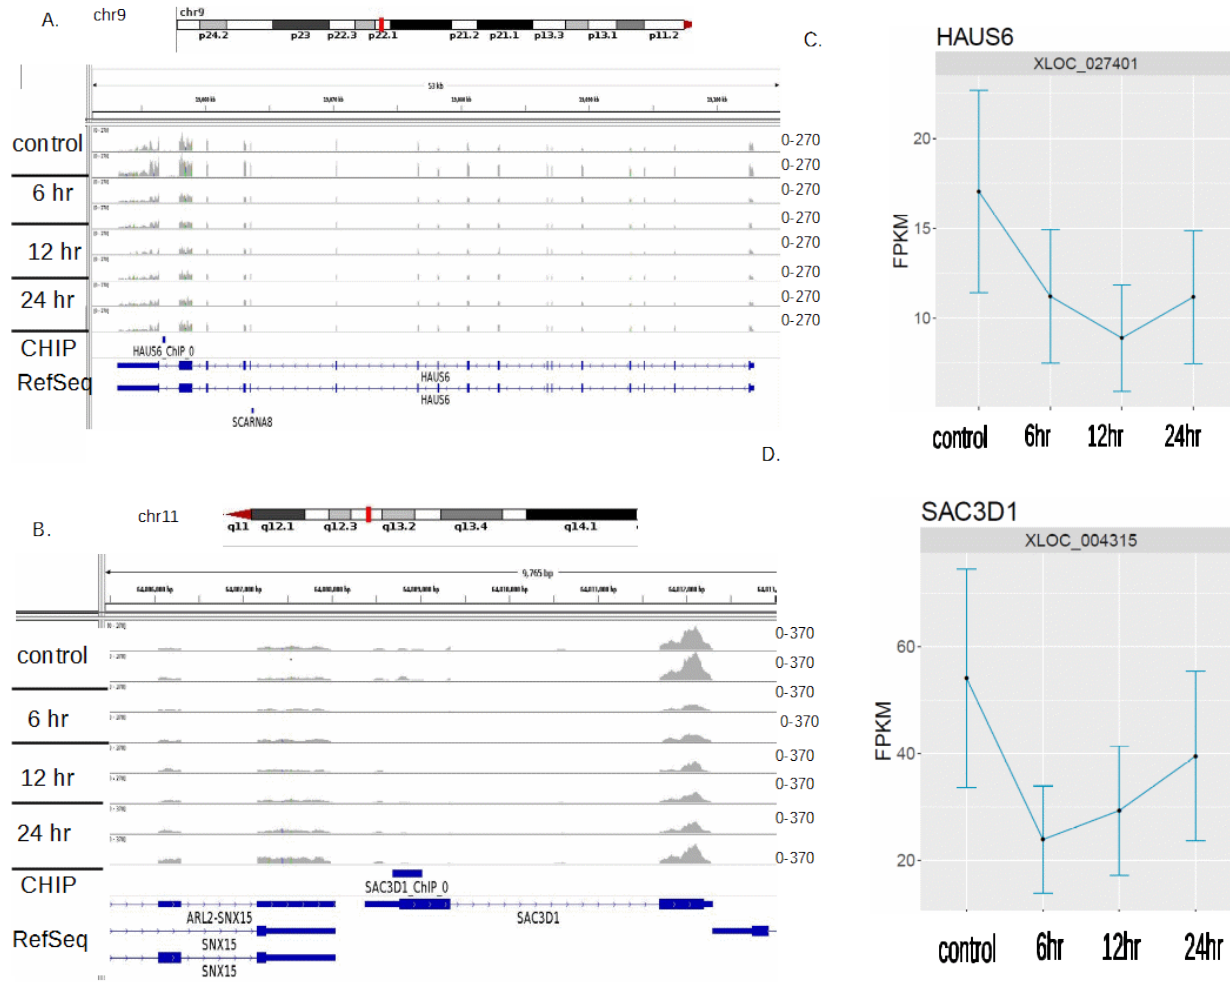 A.
chr9
chr9
p24.2 p23 p22.3 p22.1 p21.2 p21.1 p13.3 p13.1 p11.2
53 kb
control
0-270
0-270
6 hr
0-270
0-270
12 hr
0-270
0-270
24 hr
0-270
0-270
CHIP
HAUS6_ChIP_0
RefSeq
HAUS6
HAUS6
SCARNA8
C.
HAUS6
XLOC_027401
FPKM
20
15
10
control 6hr 12hr 24hr
B.
chr11
q11 q12.1 q12.3 q13.2 q13.4 q14.1
9,765 bp
control
0-370
0-370
6 hr
0-370
0-370
12 hr
0-370
0-370
24 hr
0-370
0-370
CHIP
SAC3D1_ChIP_0
RefSeq
ARL2-SNX15
SAC3D1
SNX15
SNX15
D.
SAC3D1
XLOC_004315
FPKM
60
40
20
control 6hr 12hr 24hr